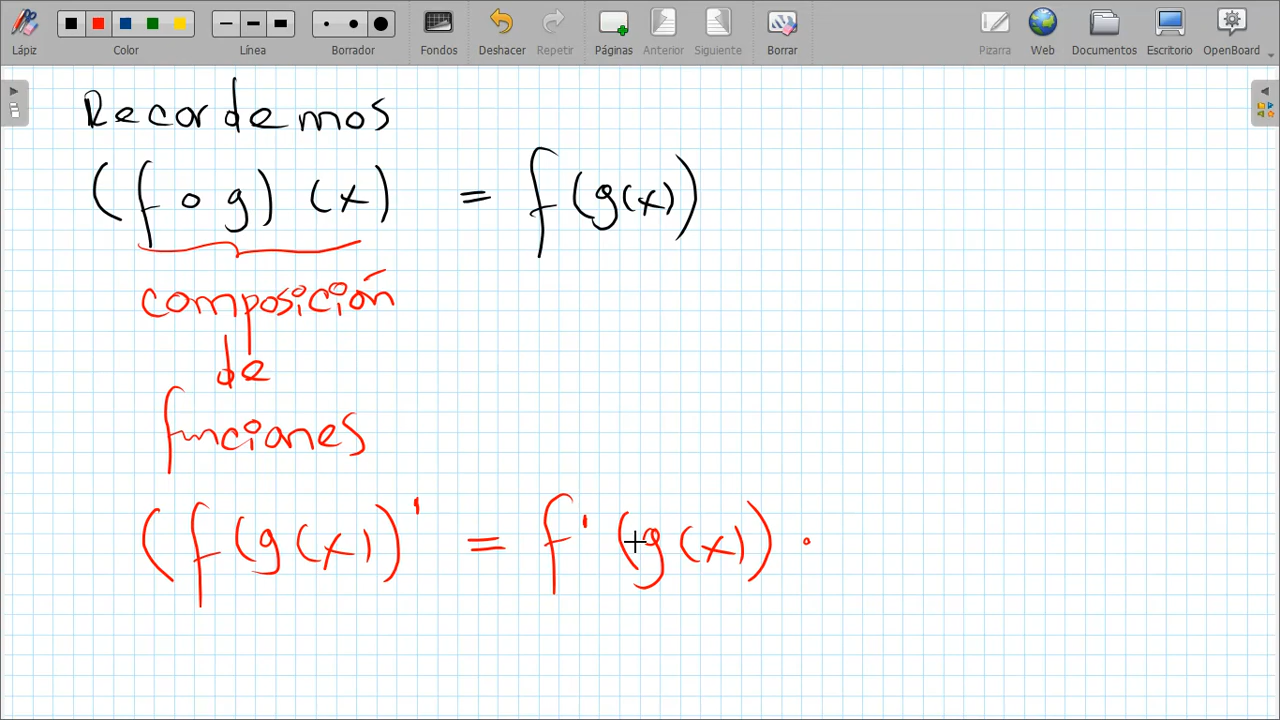 Lápiz Color Línea Borrador Fondos Deshacer Repetir Páginas Anterior Siguiente Borrar Pizarra Web Documentos Escritorio OpenBoard
Recordemos
(f o g) (x) = f(g(x))
composición
de
funciones
(f(g(x))' = f'(g(x)) ·